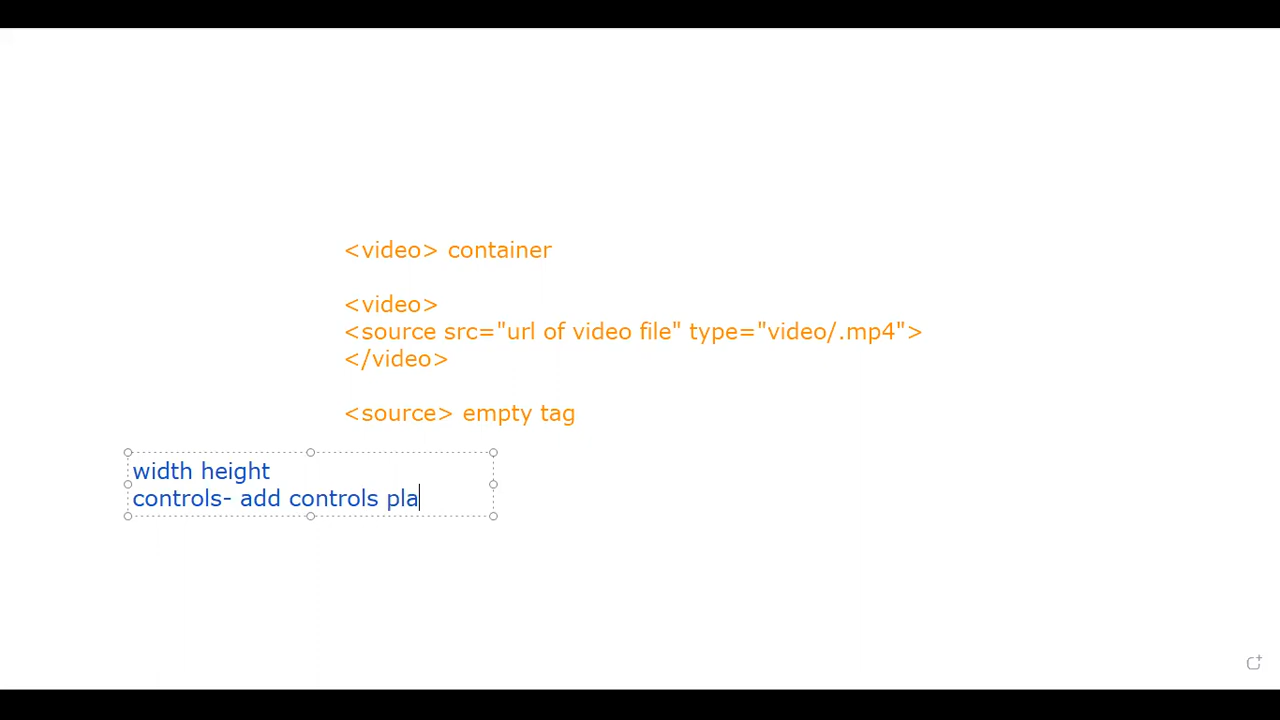 <video> container
<video>
<source src="url of video file" type="video/.mp4">
</video>
<source> empty tag
width height
controls- add controls pla